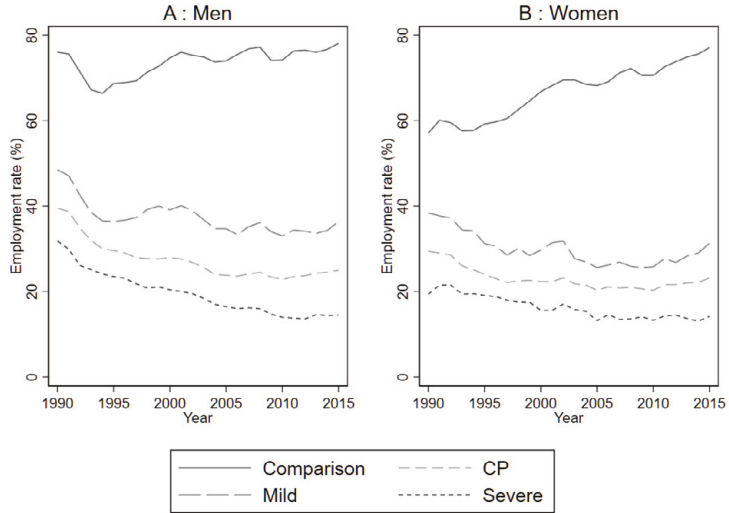 A : Men
B : Women
Employment rate (%)
80
60
40
20
0
1990 1995 2000 2005 2010 2015
Year
Employment rate (%)
80
60
40
20
0
1990 1995 2000 2005 2010 2015
Year
Comparison CP
Mild Severe